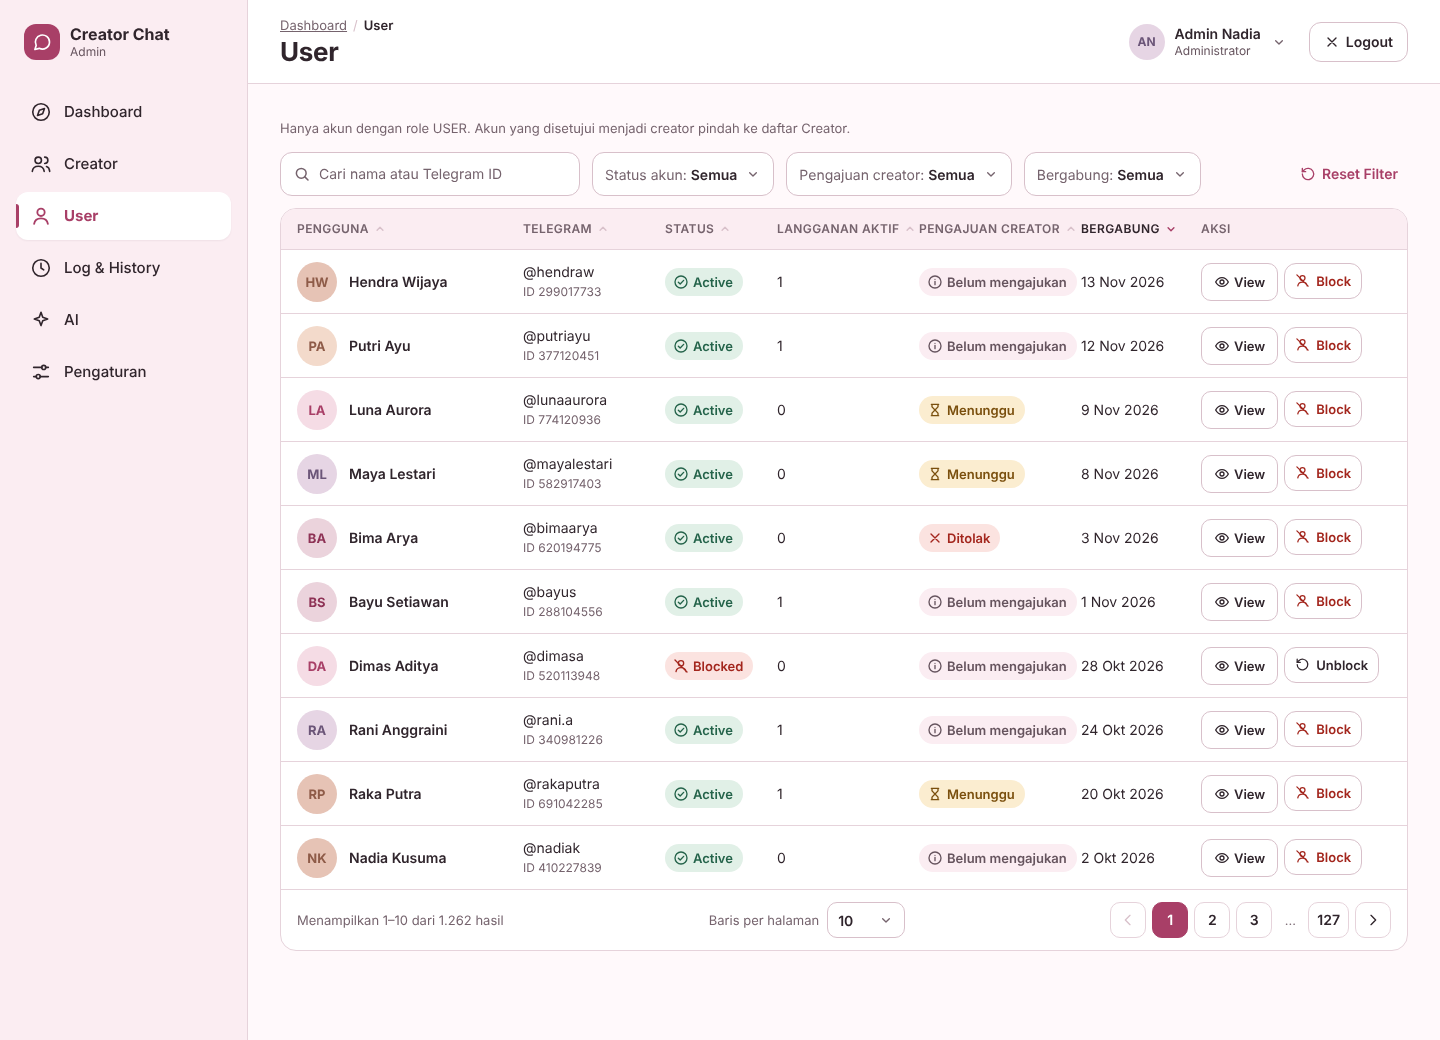 Creator Chat
Admin
Dashboard
Creator
User
Log & History
AI
Pengaturan
Dashboard / User
User
AN
Admin Nadia
Administrator
Logout
Hanya akun dengan role USER. Akun yang disetujui menjadi creator pindah ke daftar Creator.
Cari nama atau Telegram ID
Status akun: Semua
Pengajuan creator: Semua
Bergabung: Semua
Reset Filter
PENGGUNA TELEGRAM STATUS LANGGANAN AKTIF PENGAJUAN CREATOR BERGABUNG AKSI
HW Hendra Wijaya @hendraw ID 299017733 Active 1 Belum mengajukan 13 Nov 2026 View Block
PA Putri Ayu @putriayu ID 377120451 Active 1 Belum mengajukan 12 Nov 2026 View Block
LA Luna Aurora @lunaaurora ID 774120936 Active 0 Menunggu 9 Nov 2026 View Block
ML Maya Lestari @mayalestari ID 582917403 Active 0 Menunggu 8 Nov 2026 View Block
BA Bima Arya @bimaarya ID 620194775 Active 0 Ditolak 3 Nov 2026 View Block
BS Bayu Setiawan @bayus ID 288104556 Active 1 Belum mengajukan 1 Nov 2026 View Block
DA Dimas Aditya @dimasa ID 520113948 Blocked 0 Belum mengajukan 28 Okt 2026 View Unblock
RA Rani Anggraini @rani.a ID 340981226 Active 1 Belum mengajukan 24 Okt 2026 View Block
RP Raka Putra @rakaputra ID 691042285 Active 1 Menunggu 20 Okt 2026 View Block
NK Nadia Kusuma @nadiak ID 410227839 Active 0 Belum mengajukan 2 Okt 2026 View Block
Menampilkan 1–10 dari 1.262 hasil
Baris per halaman 10
1 2 3 ... 127